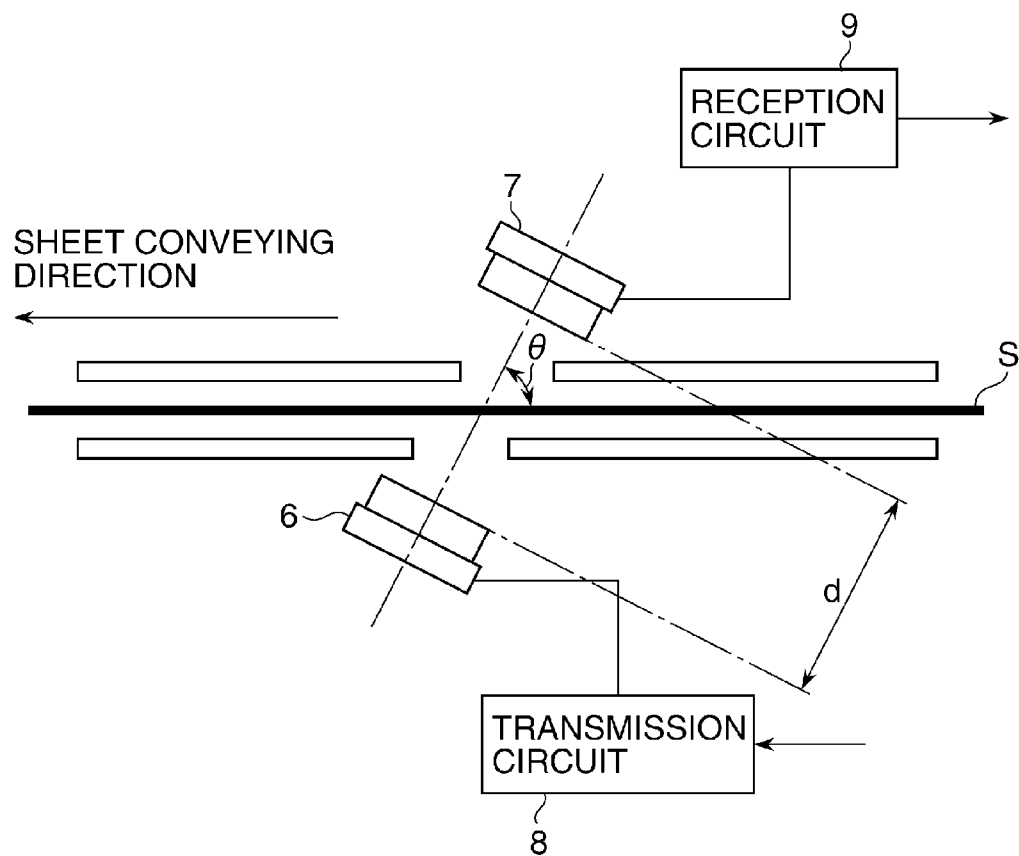 9
RECEPTION
CIRCUIT
7
SHEET CONVEYING
DIRECTION
θ
S
6
d
TRANSMISSION
CIRCUIT
8